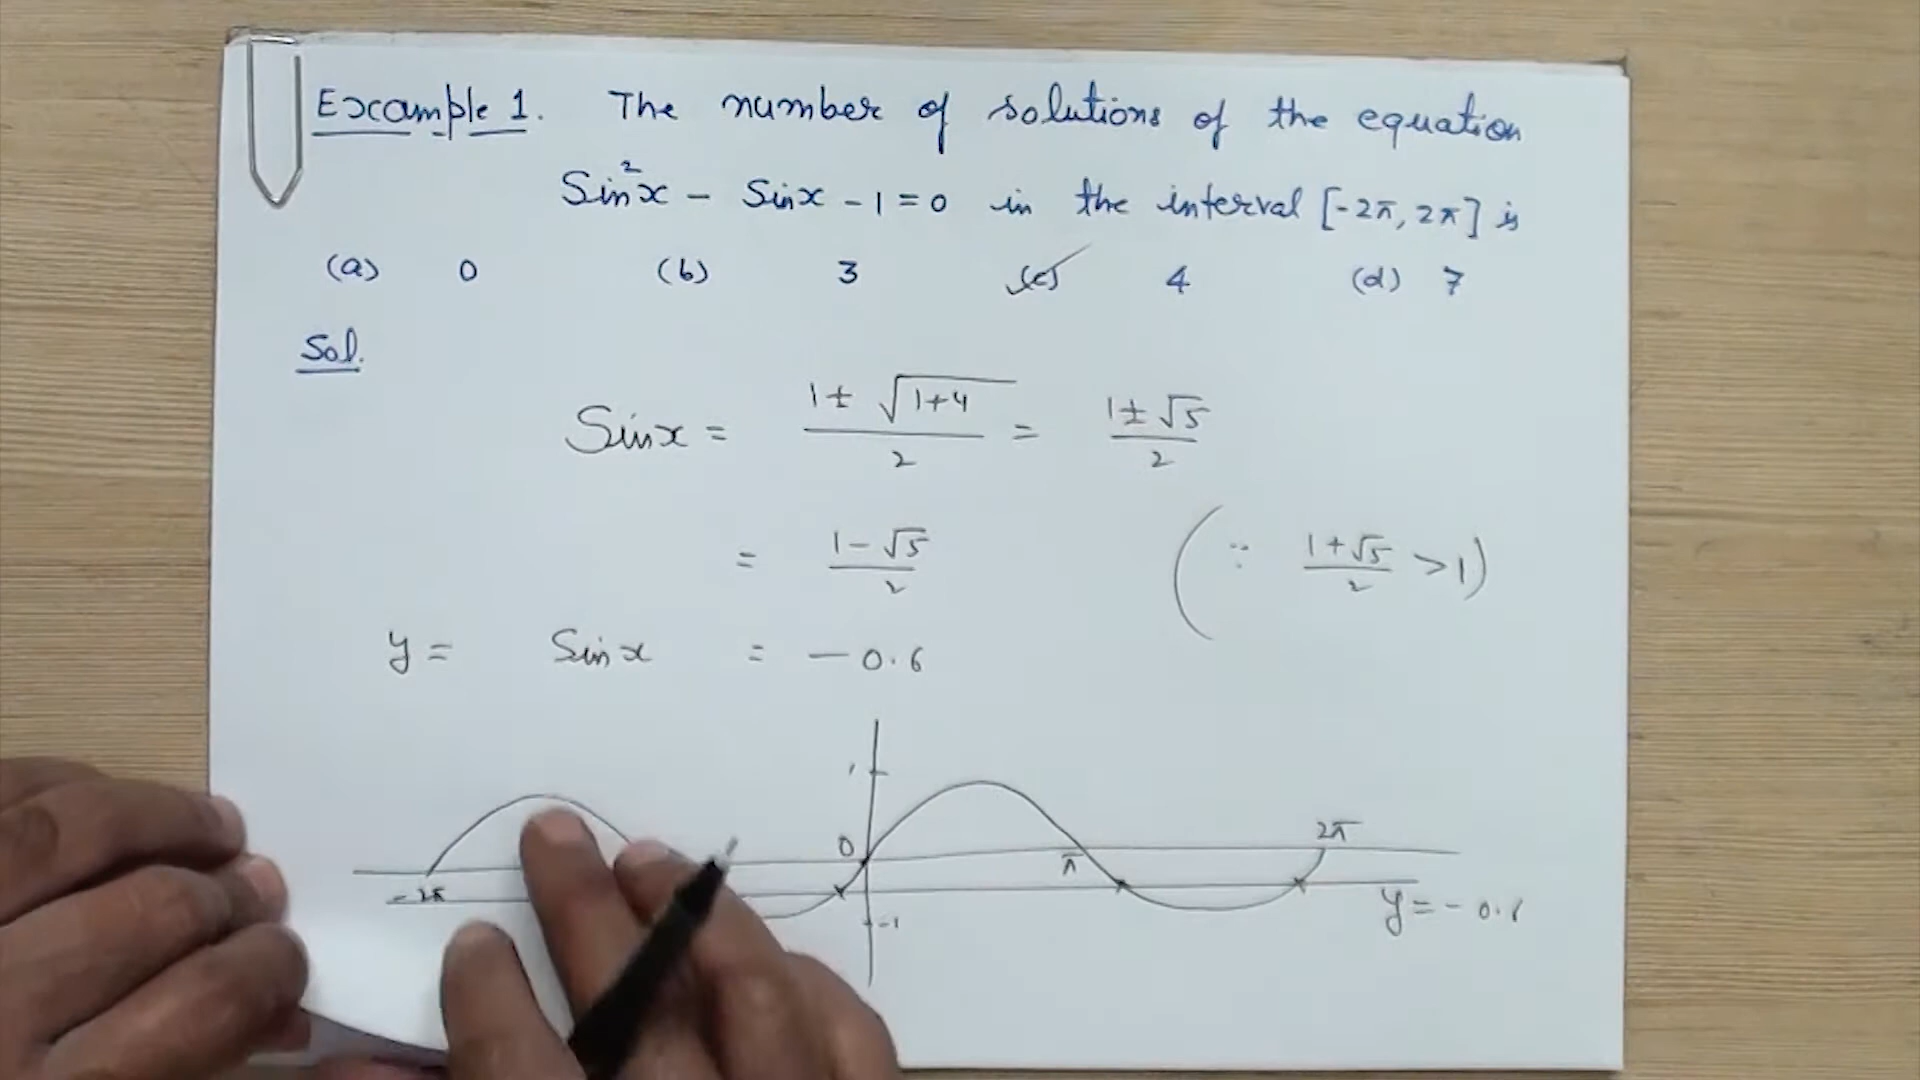 Example 1. The number of solutions of the equation
Sin²x - Sinx - 1 = 0 in the interval [-2π, 2π] is
(a) 0 (b) 3 (c) 4 (d) 7
Sol.
Sinx = (1 ± √(1+4))/2 = (1 ± √5)/2
= (1 - √5)/2 (∵ (1 + √5)/2 > 1)
y = Sinx = - 0.6
1
2π
0
π
-2π
y = - 0.6
-1